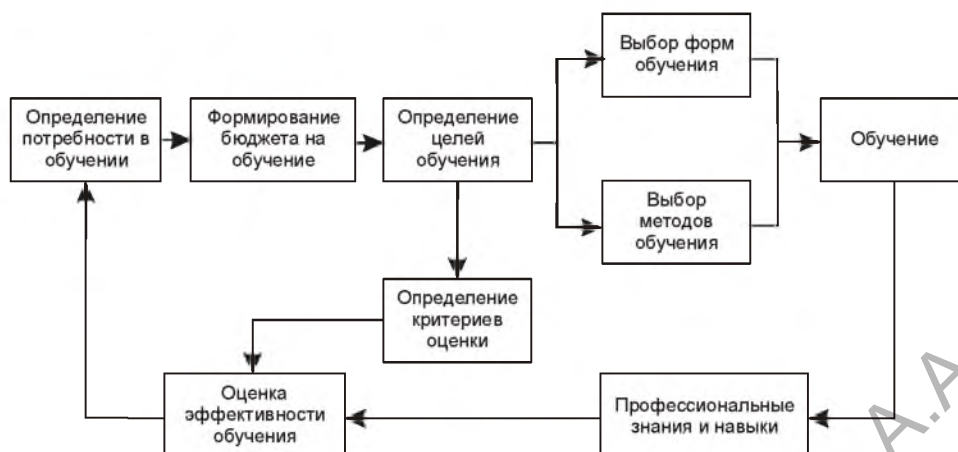 Определение
потребности в
обучении
Формирование
бюджета на
обучение
Определение
целей
обучения
Выбор форм
обучения
Выбор
методов
обучения
Обучение
Определение
критериев
оценки
Оценка
эффективности
обучения
Профессиональные
знания и навыки
А.А